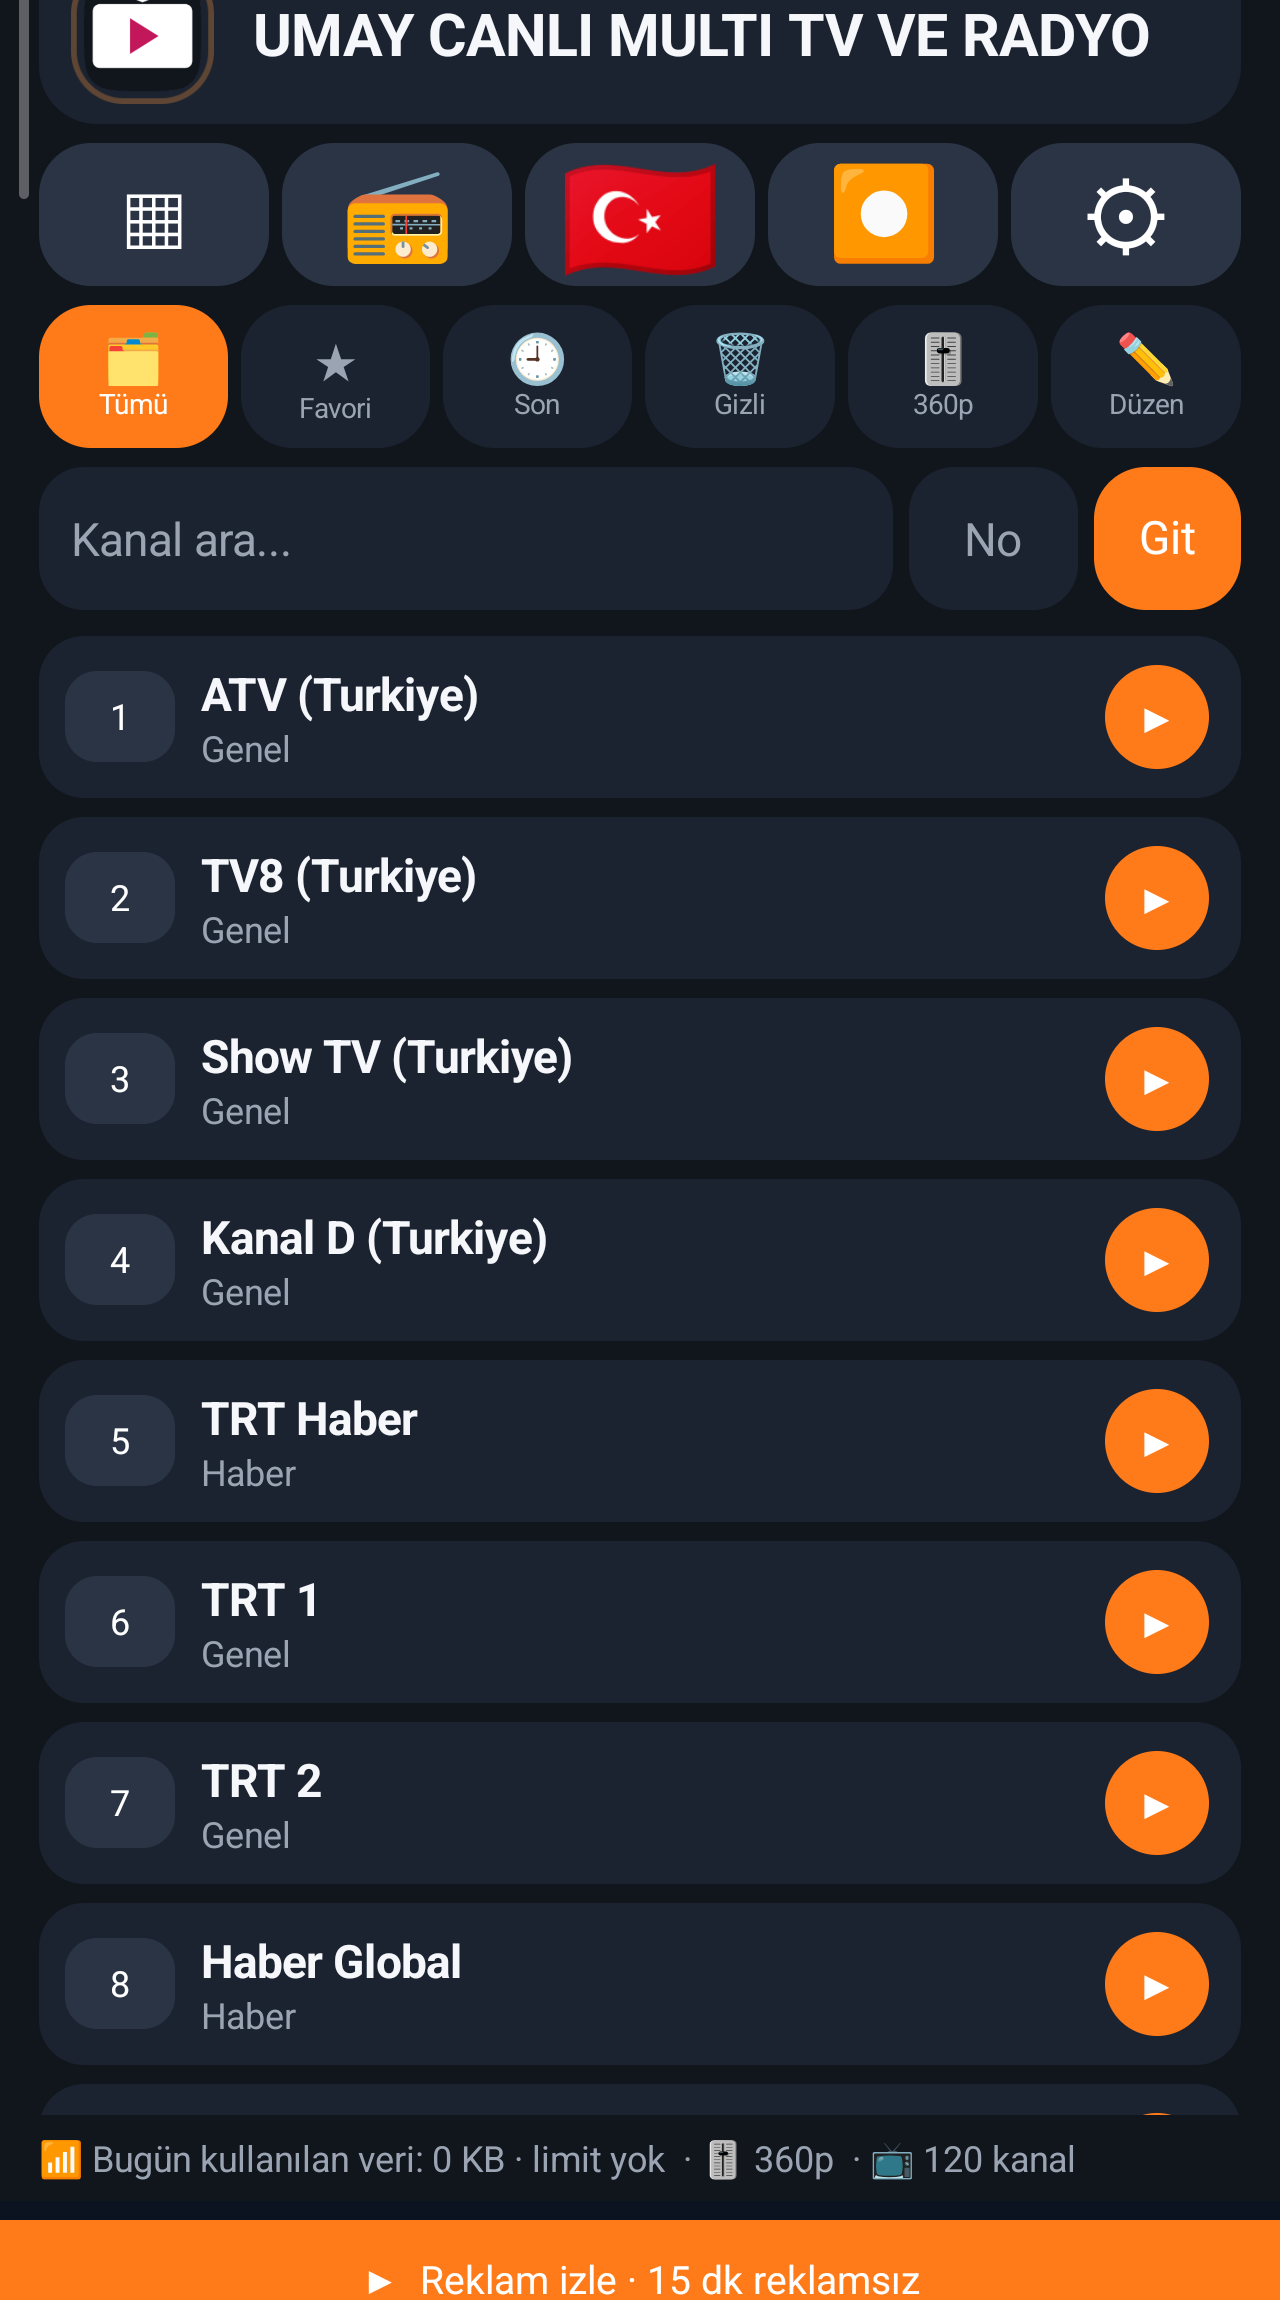 UMAY CANLI MULTI TV VE RADYO
Tümü
Favori
Son
Gizli
360p
Düzen
Kanal ara...
No
Git
1
ATV (Turkiye)
Genel
2
TV8 (Turkiye)
Genel
3
Show TV (Turkiye)
Genel
4
Kanal D (Turkiye)
Genel
5
TRT Haber
Haber
6
TRT 1
Genel
7
TRT 2
Genel
8
Haber Global
Haber
Bugün kullanılan veri: 0 KB · limit yok · 360p · 120 kanal
Reklam izle · 15 dk reklamsız